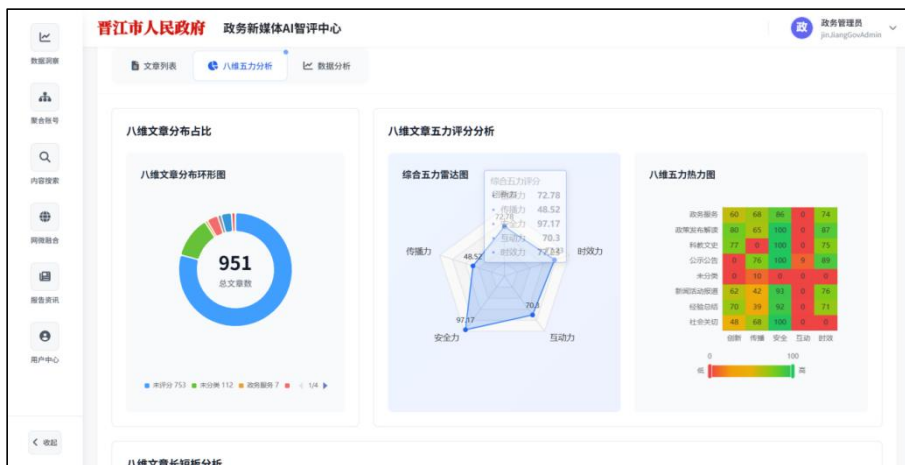 晋江市人民政府 政务新媒体AI智评中心
政 政务管理员
jinJiangGovAdmin
数据洞察
聚合账号
内容搜索
网微融合
报告资讯
用户中心
收起
文章列表 八维五力分析 数据分析
八维文章分布占比
八维文章分布环形图
951
总文章数
未评分 753 未分类 112 政务服务 7 1/4
八维文章五力评分分析
综合五力雷达图
综合五力评分
创新力 72.78
传播力 48.52
安全力 97.17
互动力 70.3
时效力 77.33
72.78
传播力 48.52 时效力
97.17 70.3
安全力 互动力
八维五力热力图
政务服务 60 68 86 0 74
政策发布解读 80 65 100 0 87
科教文史 77 0 100 0 75
公示公告 0 76 100 9 89
未分类 0 10 0 0 0
新闻活动报道 62 42 93 0 76
经验总结 70 39 92 0 71
社会关切 48 68 100 0 0
创新 传播 安全 互动 时效
0 100
低 高
八维文章长短板分析